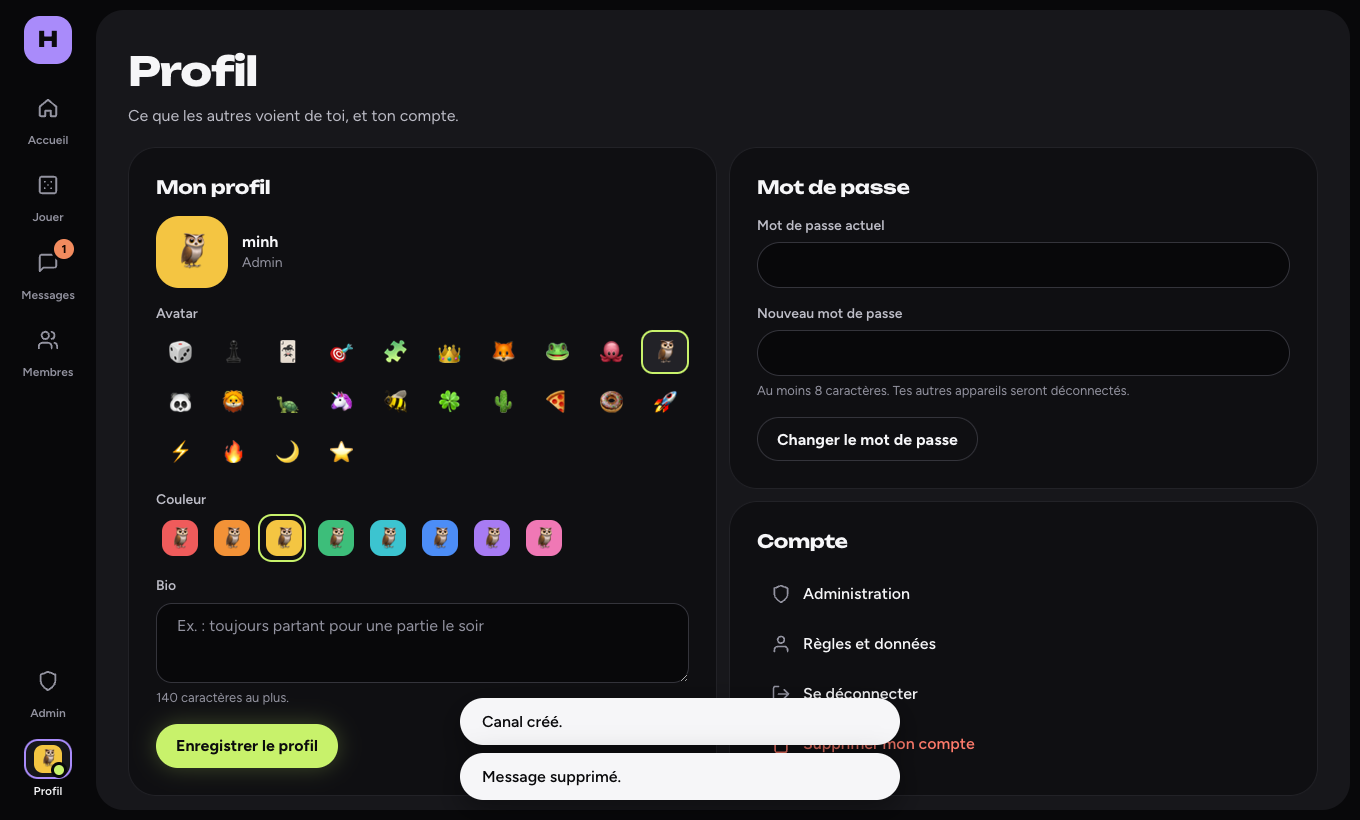 H
Accueil
Jouer
1
Messages
Membres
Admin
Profil
Profil
Ce que les autres voient de toi, et ton compte.
Mon profil
minh
Admin
Avatar
Couleur
Bio
Ex. : toujours partant pour une partie le soir
140 caractères au plus.
Enregistrer le profil
Mot de passe
Mot de passe actuel
Nouveau mot de passe
Au moins 8 caractères. Tes autres appareils seront déconnectés.
Changer le mot de passe
Compte
Administration
Règles et données
Se déconnecter
Supprimer mon compte
Canal créé.
Message supprimé.